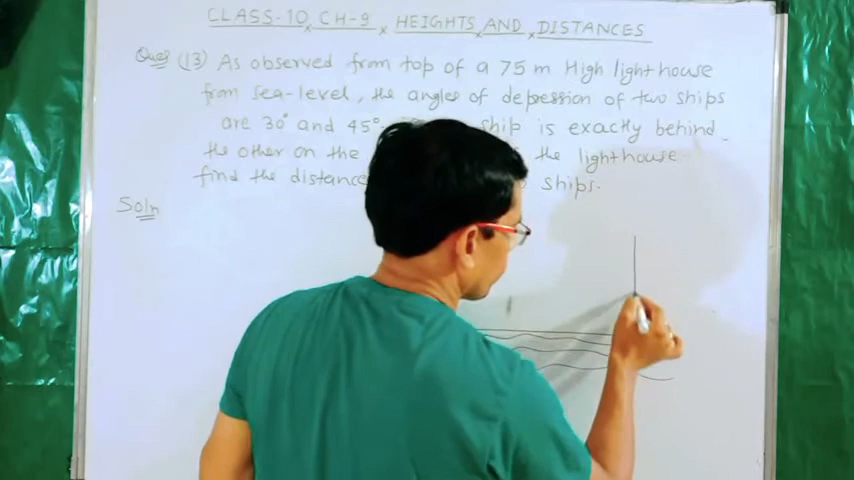 CLASS-10, CH-9, HEIGHTS AND DISTANCES
Ques (13) As observed from top of a 75 m High lighthouse
from sea-level, the angles of depression of two ships
are 30° and 45° ship is exactly behind
the other on the the lighthouse
find the distance ships.
Soln